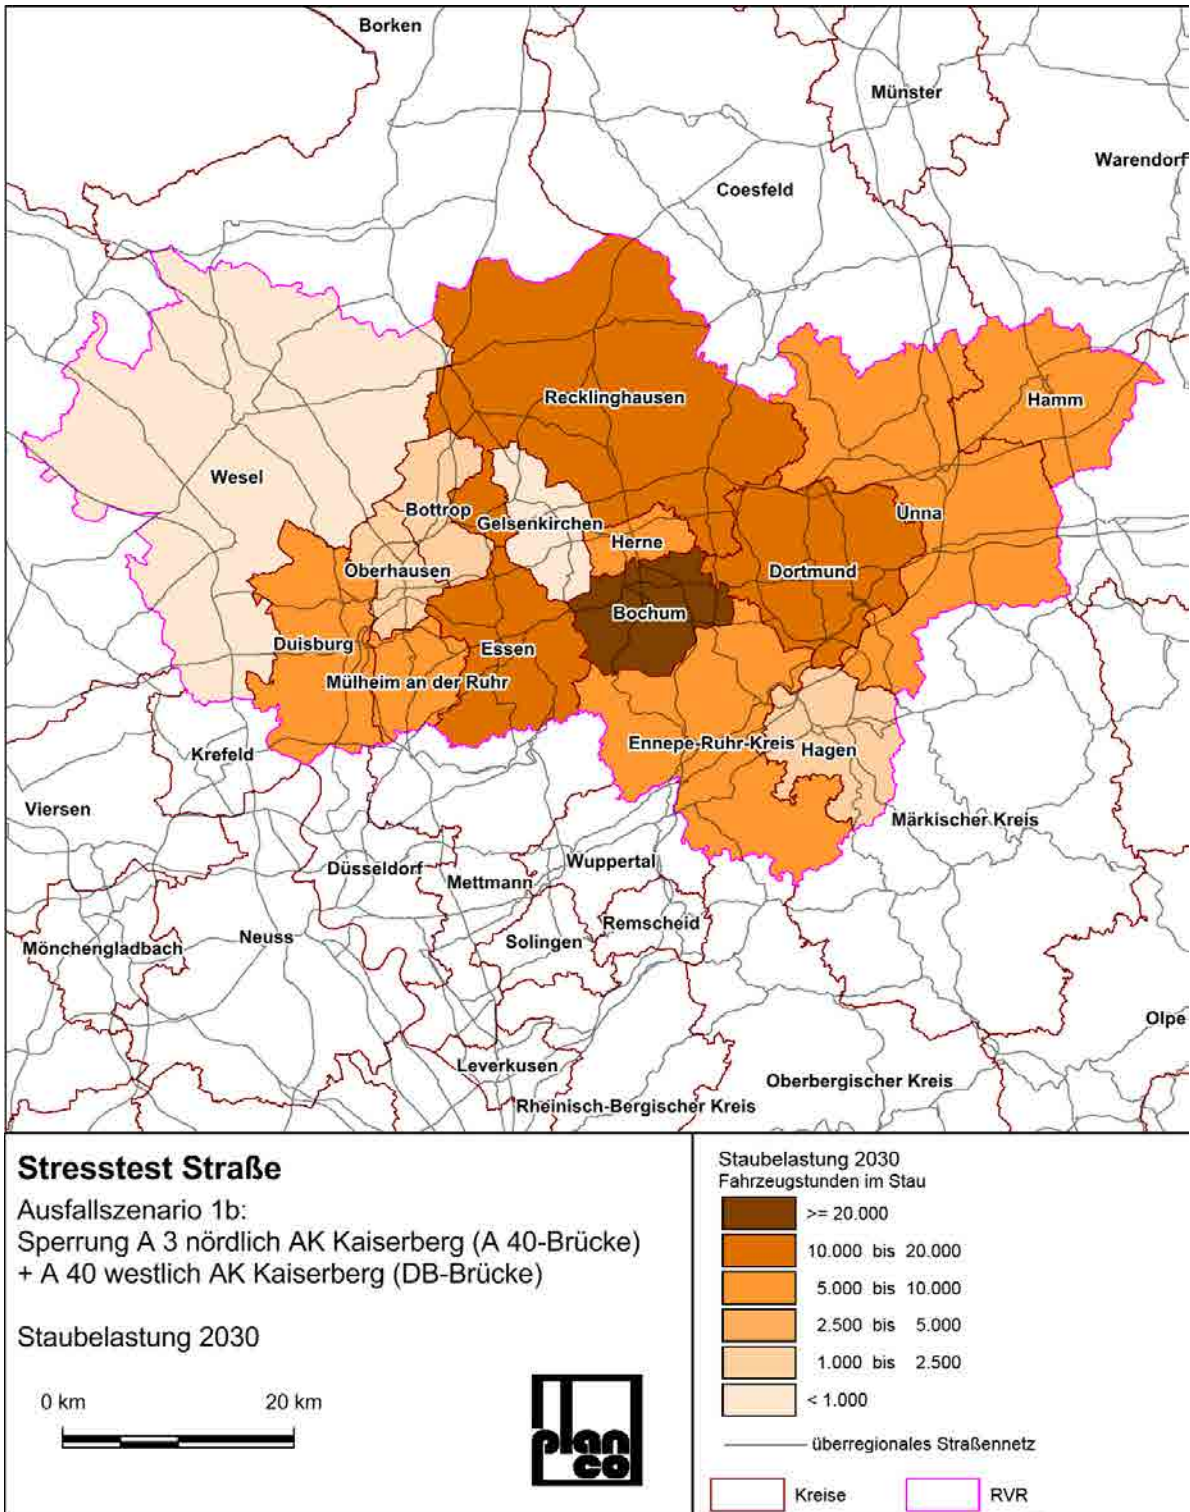 Borken
Münster
Warendorf
Coesfeld
Recklinghausen
Hamm
Wesel
Bottrop
Gelsenkirchen
Unna
Herne
Oberhausen
Dortmund
Bochum
Duisburg
Essen
Mülheim an der Ruhr
Krefeld
Ennepe-Ruhr-Kreis
Hagen
Viersen
Märkischer Kreis
Düsseldorf
Wuppertal
Mettmann
Remscheid
Neuss
Solingen
Mönchengladbach
Olpe
Leverkusen
Oberbergischer Kreis
Rheinisch-Bergischer Kreis
Stresstest Straße
Ausfallszenario 1b:
Sperrung A 3 nördlich AK Kaiserberg (A 40-Brücke)
+ A 40 westlich AK Kaiserberg (DB-Brücke)
Staubelastung 2030
0 km 20 km
plan
co
Staubelastung 2030
Fahrzeugstunden im Stau
>= 20.000
10.000 bis 20.000
5.000 bis 10.000
2.500 bis 5.000
1.000 bis 2.500
< 1.000
überregionales Straßennetz
Kreise RVR